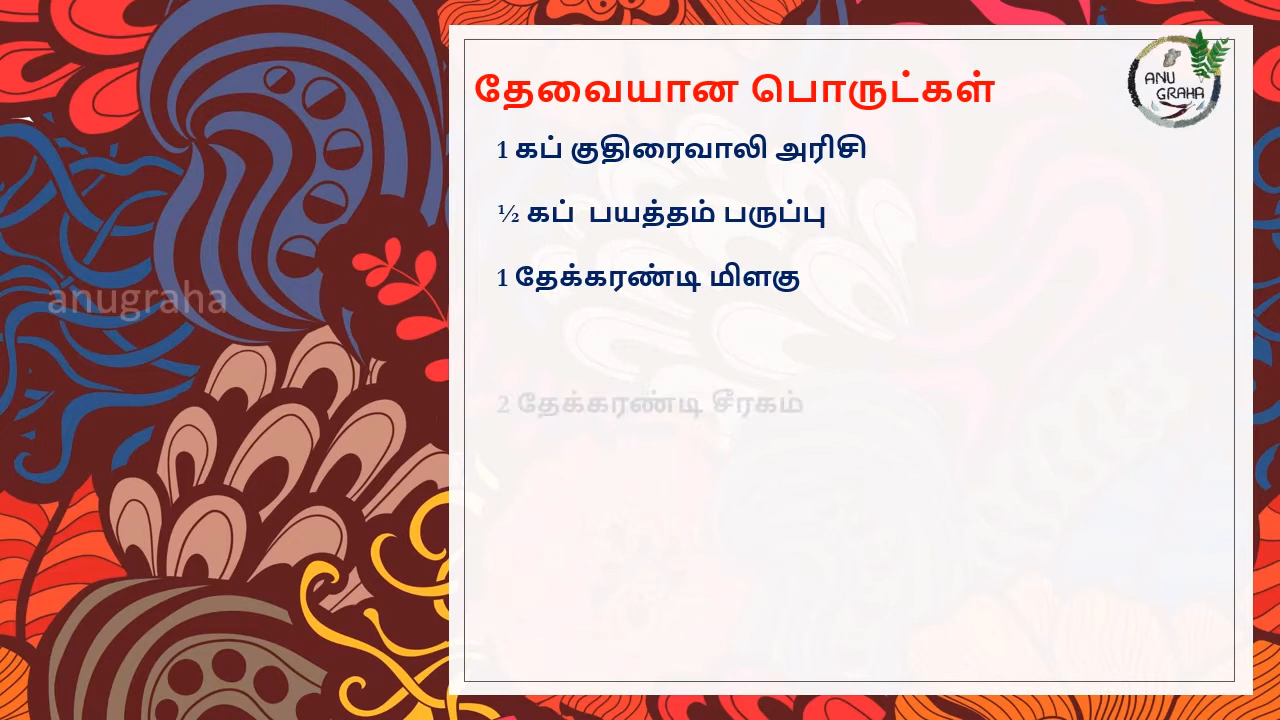 தேவையான பொருட்கள்
ANU
GRAHA
1 கப் குதிரைவாலி அரிசி
½ கப் பயத்தம் பருப்பு
1 தேக்கரண்டி மிளகு
anugraha
2 தேக்கரண்டி சீரகம்